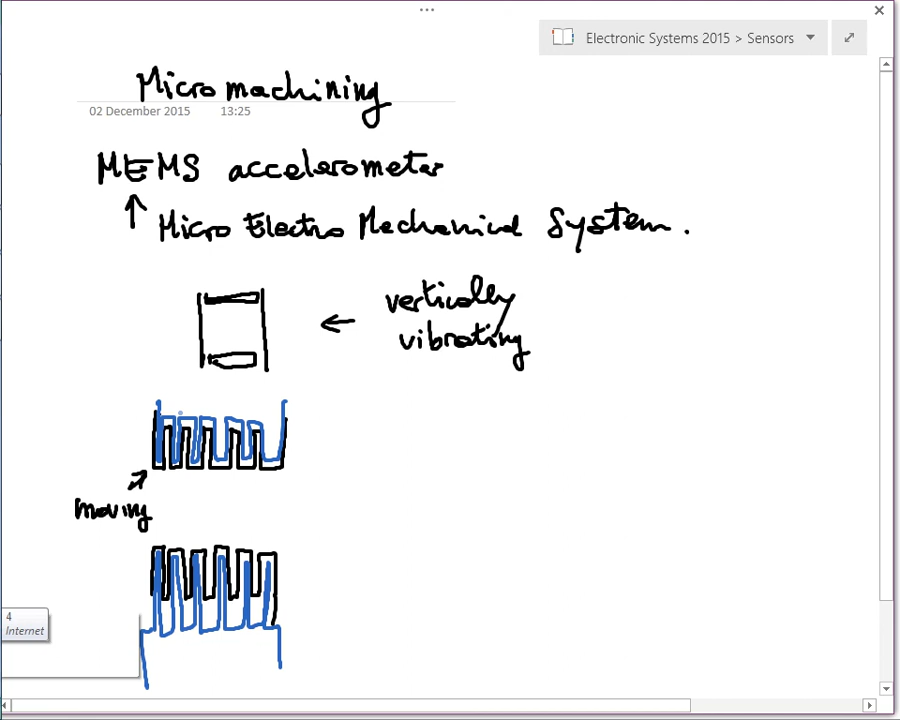 Electronic Systems 2015 > Sensors
Micromachining
02 December 2015 13:25
MEMS accelerometer
Micro Electro Mechanical System.
vertically
vibrating
moving
4
Internet